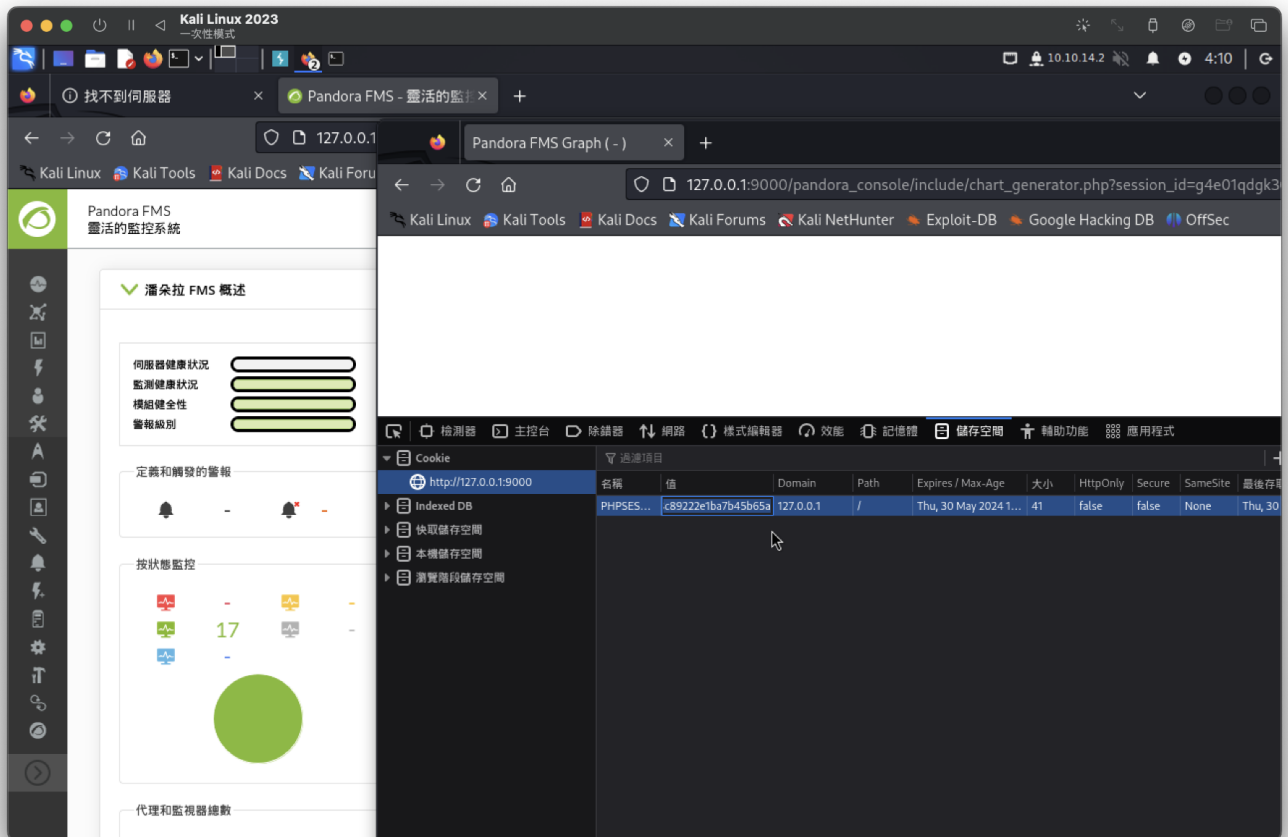 Kali Linux 2023
一次性模式
10.10.14.2
4:10
找不到伺服器
Pandora FMS - 靈活的監
127.0.0.1
Kali Linux
Kali Tools
Kali Docs
Kali Foru
Pandora FMS
靈活的監控系統
潘朵拉 FMS 概述
伺服器健康狀況
監測健康狀況
模組健全性
警報級別
定義和觸發的警報
-
-
按狀態監控
-
-
17
-
-
代理和監視器總數
Pandora FMS Graph ( - )
127.0.0.1:9000/pandora_console/include/chart_generator.php?session_id=g4e01qdgk3
Kali Linux
Kali Tools
Kali Docs
Kali Forums
Kali NetHunter
Exploit-DB
Google Hacking DB
OffSec
檢測器
主控台
除錯器
網路
樣式編輯器
效能
記憶體
儲存空間
輔助功能
應用程式
Cookie
http://127.0.0.1:9000
Indexed DB
快取儲存空間
本機儲存空間
瀏覽階段儲存空間
過濾項目
名稱 值 Domain Path Expires / Max-Age 大小 HttpOnly Secure SameSite 最後存取
PHPSES... c89222e1ba7b45b65a 127.0.0.1 / Thu, 30 May 2024 1... 41 false false None Thu, 30